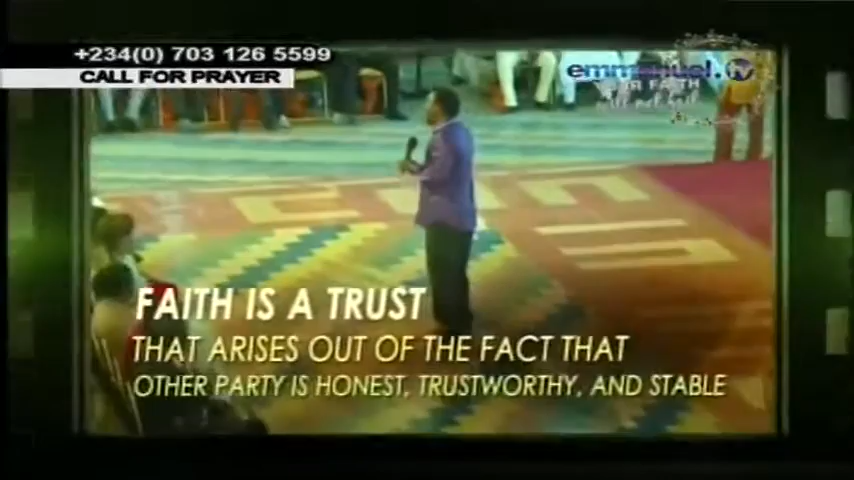 +234(0) 703 126 5599
CALL FOR PRAYER
emmanuel.tv
FAITH IS A TRUST
THAT ARISES OUT OF THE FACT THAT
OTHER PARTY IS HONEST, TRUSTWORTHY, AND STABLE